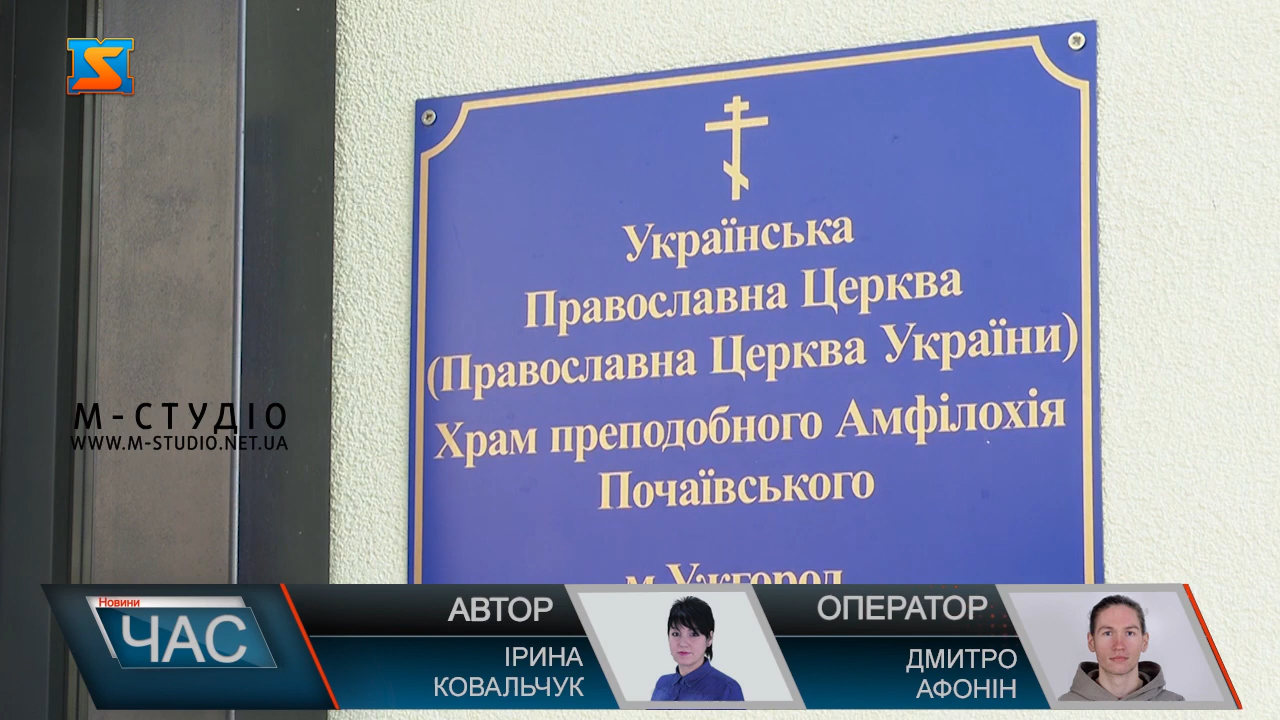 Українська
Православна Церква
(Православна Церква України)
Храм преподобного Амфілохія
Почаївського
м.Ужгород
М-СТУДІО
WWW.M-STUDIO.NET.UA
Новини
ЧАС
АВТОР
ІРИНА
КОВАЛЬЧУК
ОПЕРАТОР
ДМИТРО
АФОНІН